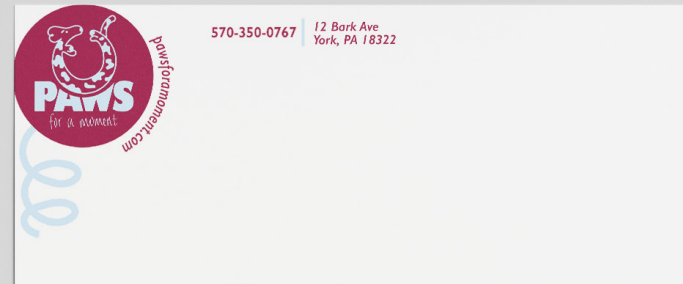 PAWS
for a moment
pawsforamoment.com
570-350-0767
12 Bark Ave
York, PA 18322